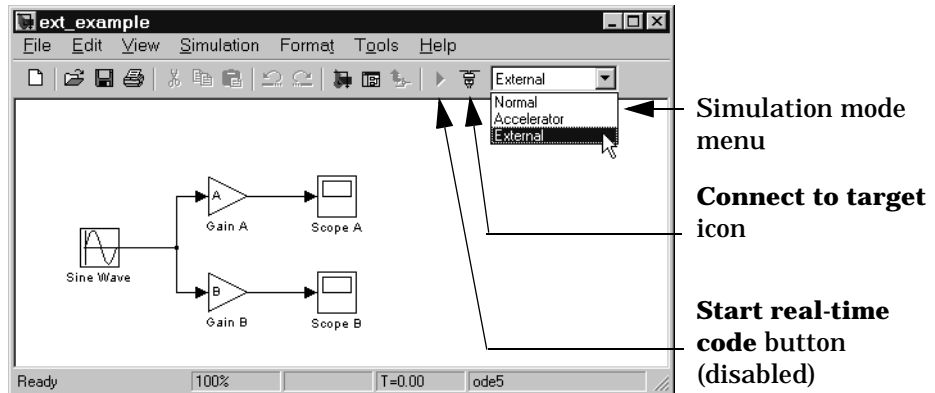 ext_example
File Edit View Simulation Format Tools Help
External
Normal
Accelerator
External
Simulation mode
menu
Connect to target
icon
A
Gain A
Scope A
Sine Wave
B
Gain B
Scope B
Start real-time
code button
(disabled)
Ready 100% T=0.00 ode5